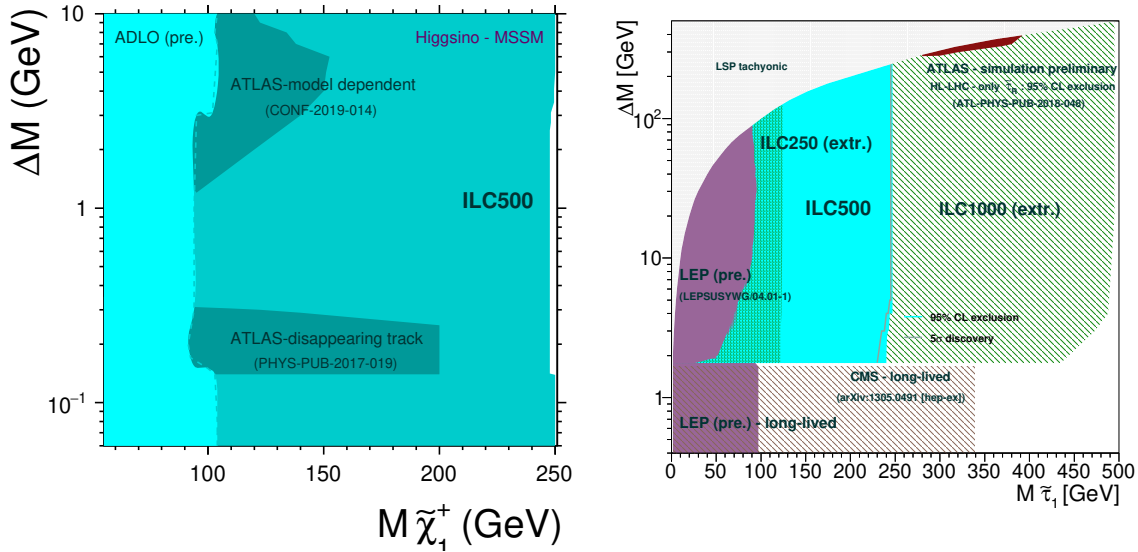 ΔM (GeV)
10
1
10⁻¹
ADLO (pre.)
Higgsino - MSSM
ATLAS-model dependent
(CONF-2019-014)
ILC500
ATLAS-disappearing track
(PHYS-PUB-2017-019)
100 150 200 250
M χ̃₁⁺ (GeV)
ΔM [GeV]
10²
10
1
LSP tachyonic
ATLAS - simulation preliminary
HL-LHC - only τ̃R : 95% CL exclusion
(ATL-PHYS-PUB-2018-048)
ILC250 (extr.)
ILC500
ILC1000 (extr.)
LEP (pre.)
(LEPSUSYWG/04.01-1)
95% CL exclusion
5σ discovery
CMS - long-lived
(arXiv:1305.0491 [hep-ex])
LEP (pre.) - long-lived
0 50 100 150 200 250 300 350 400 450 500
M τ̃₁ [GeV]